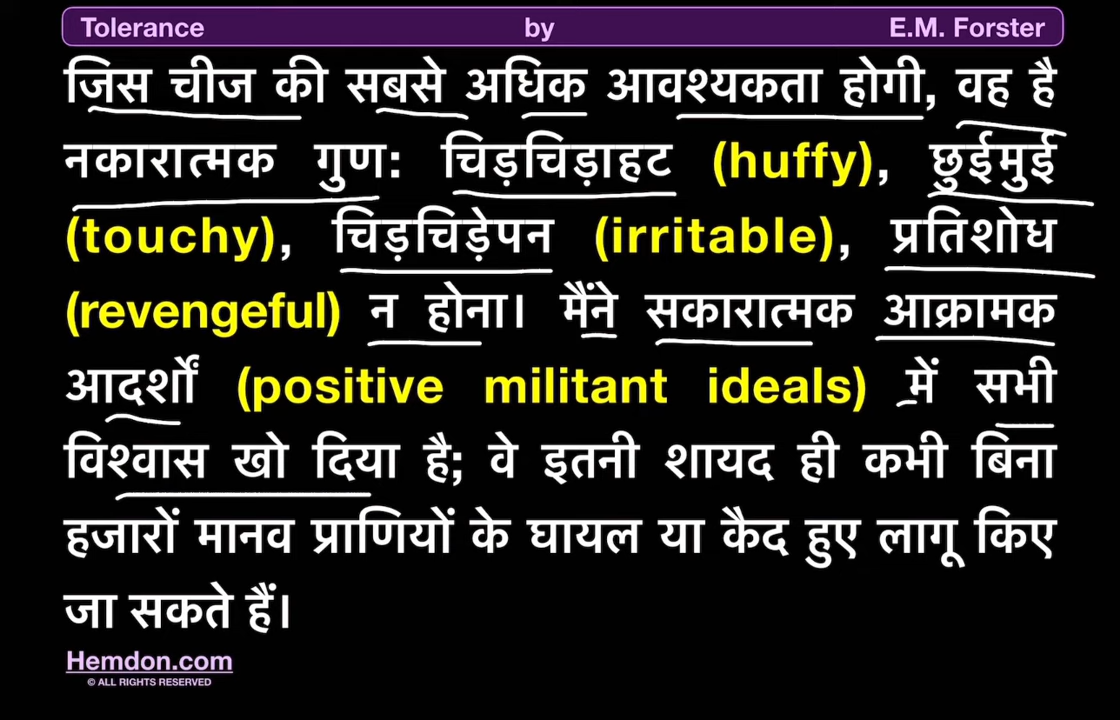 Tolerance by E.M. Forster
जिस चीज की सबसे अधिक आवश्यकता होगी, वह है
नकारात्मक गुण: चिड़चिड़ाहट (huffy), छुईमुई
(touchy), चिड़चिड़ेपन (irritable), प्रतिशोध
(revengeful) न होना। मैंने सकारात्मक आक्रामक
आदर्शों (positive militant ideals) में सभी
विश्वास खो दिया है; वे इतनी शायद ही कभी बिना
हजारों मानव प्राणियों के घायल या कैद हुए लागू किए
जा सकते हैं।
Hemdon.com
© ALL RIGHTS RESERVED